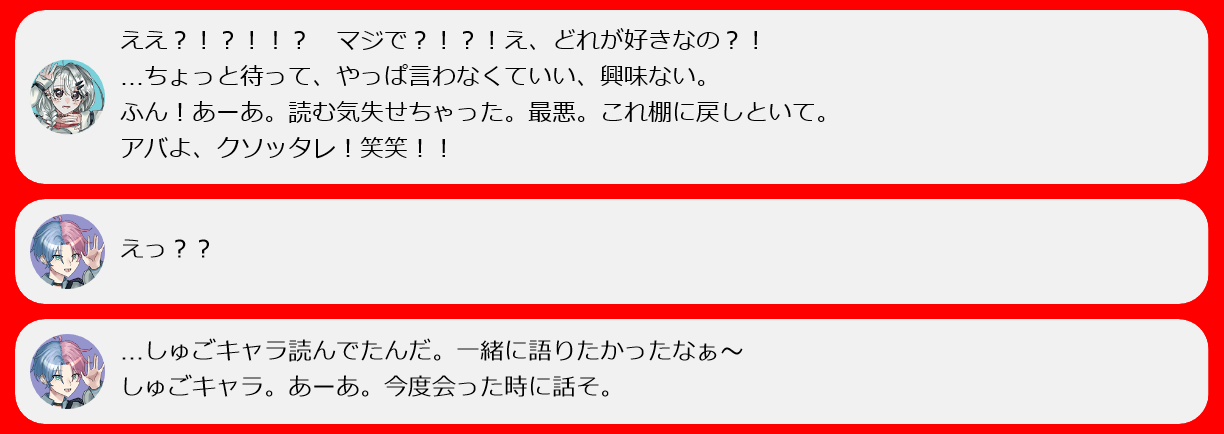 ええ？！？！！？　マジで？！？！え、どれが好きなの？！
…ちょっと待って、やっぱ言わなくていい、興味ない。
ふん！あーあ。読む気失せちゃった。最悪。これ棚に戻しといて。
アバよ、クソッタレ！笑笑！！
えっ？？
…しゅごキャラ読んでたんだ。一緒に語りたかったなぁ〜
しゅごキャラ。あーあ。今度会った時に話そ。